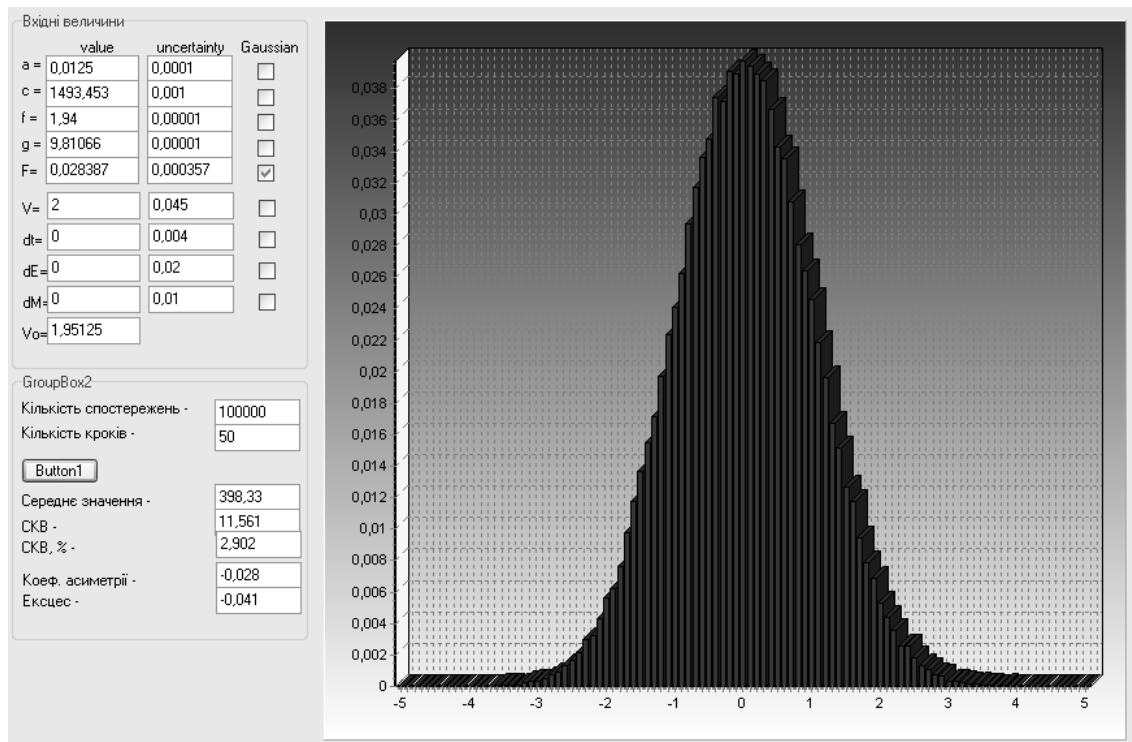 Вхідні величини
value uncertainty Gaussian
a = 0,0125 0,0001
c = 1493,453 0,001
f = 1,94 0,00001
g = 9,81066 0,00001
F= 0,028387 0,000357
V= 2 0,045
dt= 0 0,004
dE= 0 0,02
dM= 0 0,01
Vo= 1,95125
GroupBox2
Кількість спостережень - 100000
Кількість кроків - 50
Button1
Середнє значення - 398,33
СКВ - 11,561
СКВ, % - 2,902
Коеф. асиметрії - -0,028
Ексцес - -0,041
0,038
0,036
0,034
0,032
0,03
0,028
0,026
0,024
0,022
0,02
0,018
0,016
0,014
0,012
0,01
0,008
0,006
0,004
0,002
0
-5 -4 -3 -2 -1 0 1 2 3 4 5